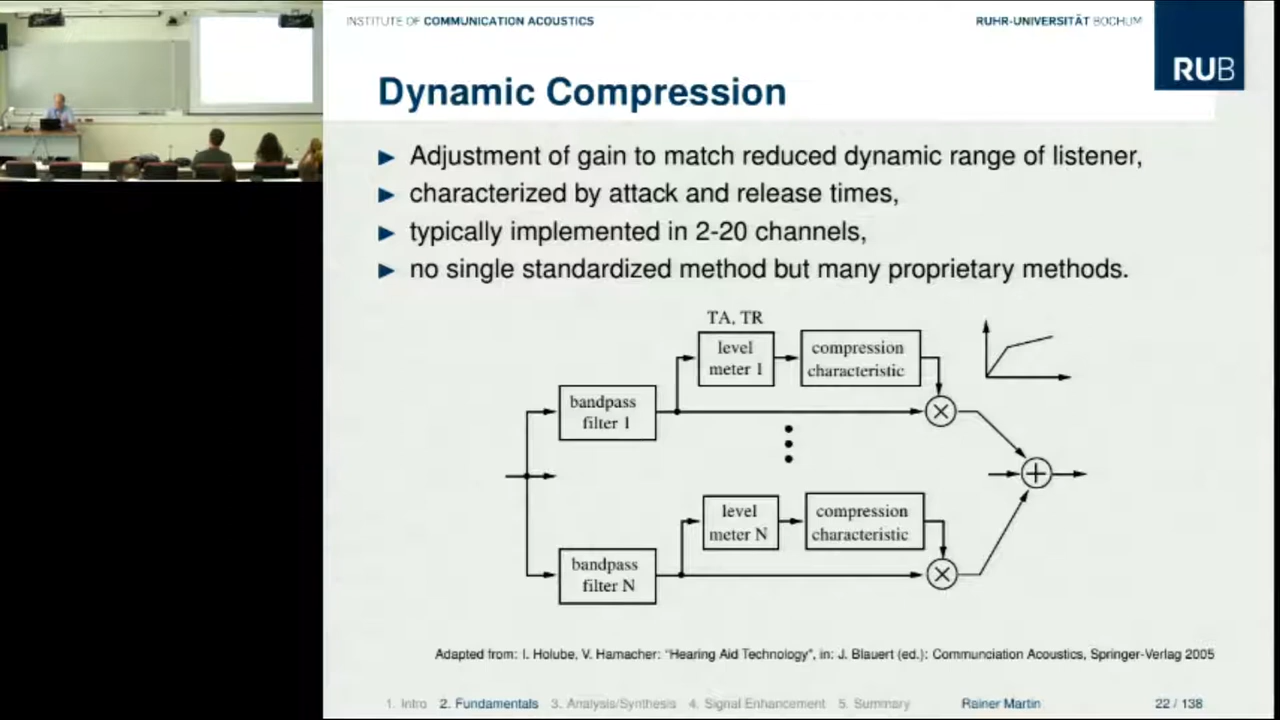 INSTITUTE OF COMMUNICATION ACOUSTICS
RUHR-UNIVERSITÄT BOCHUM
RUB
Dynamic Compression
Adjustment of gain to match reduced dynamic range of listener,
characterized by attack and release times,
typically implemented in 2-20 channels,
no single standardized method but many proprietary methods.
TA, TR
level
meter 1
compression
characteristic
bandpass
filter 1
level
meter N
compression
characteristic
bandpass
filter N
Adapted from: I. Holube, V. Hamacher: "Hearing Aid Technology", in: J. Blauert (ed.): Communciation Acoustics, Springer-Verlag 2005
1. Intro 2. Fundamentals 3. Analysis/Synthesis 4. Signal Enhancement 5. Summary
Rainer Martin
22 / 138